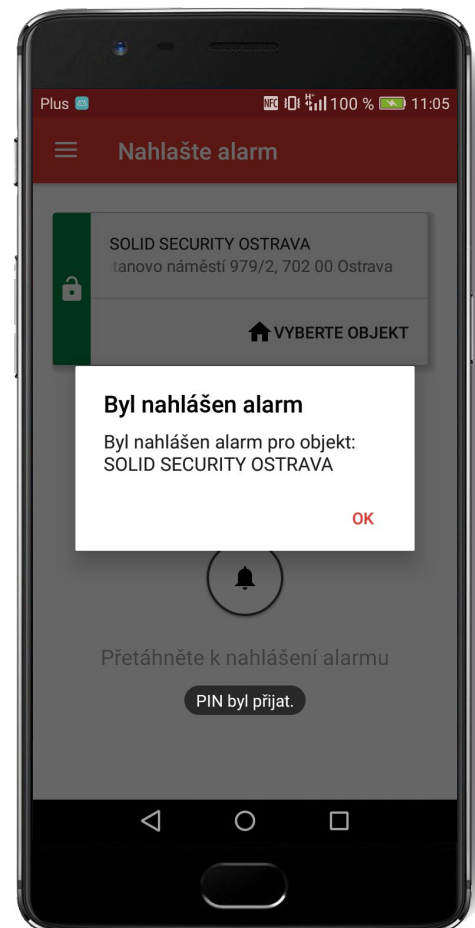 Plus
NFC H 100 % 11:05
Nahlašte alarm
SOLID SECURITY OSTRAVA
tanovo náměstí 979/2, 702 00 Ostrava
VYBERTE OBJEKT
Byl nahlášen alarm
Byl nahlášen alarm pro objekt:
SOLID SECURITY OSTRAVA
OK
Přetáhněte k nahlášení alarmu
PIN byl přijat.